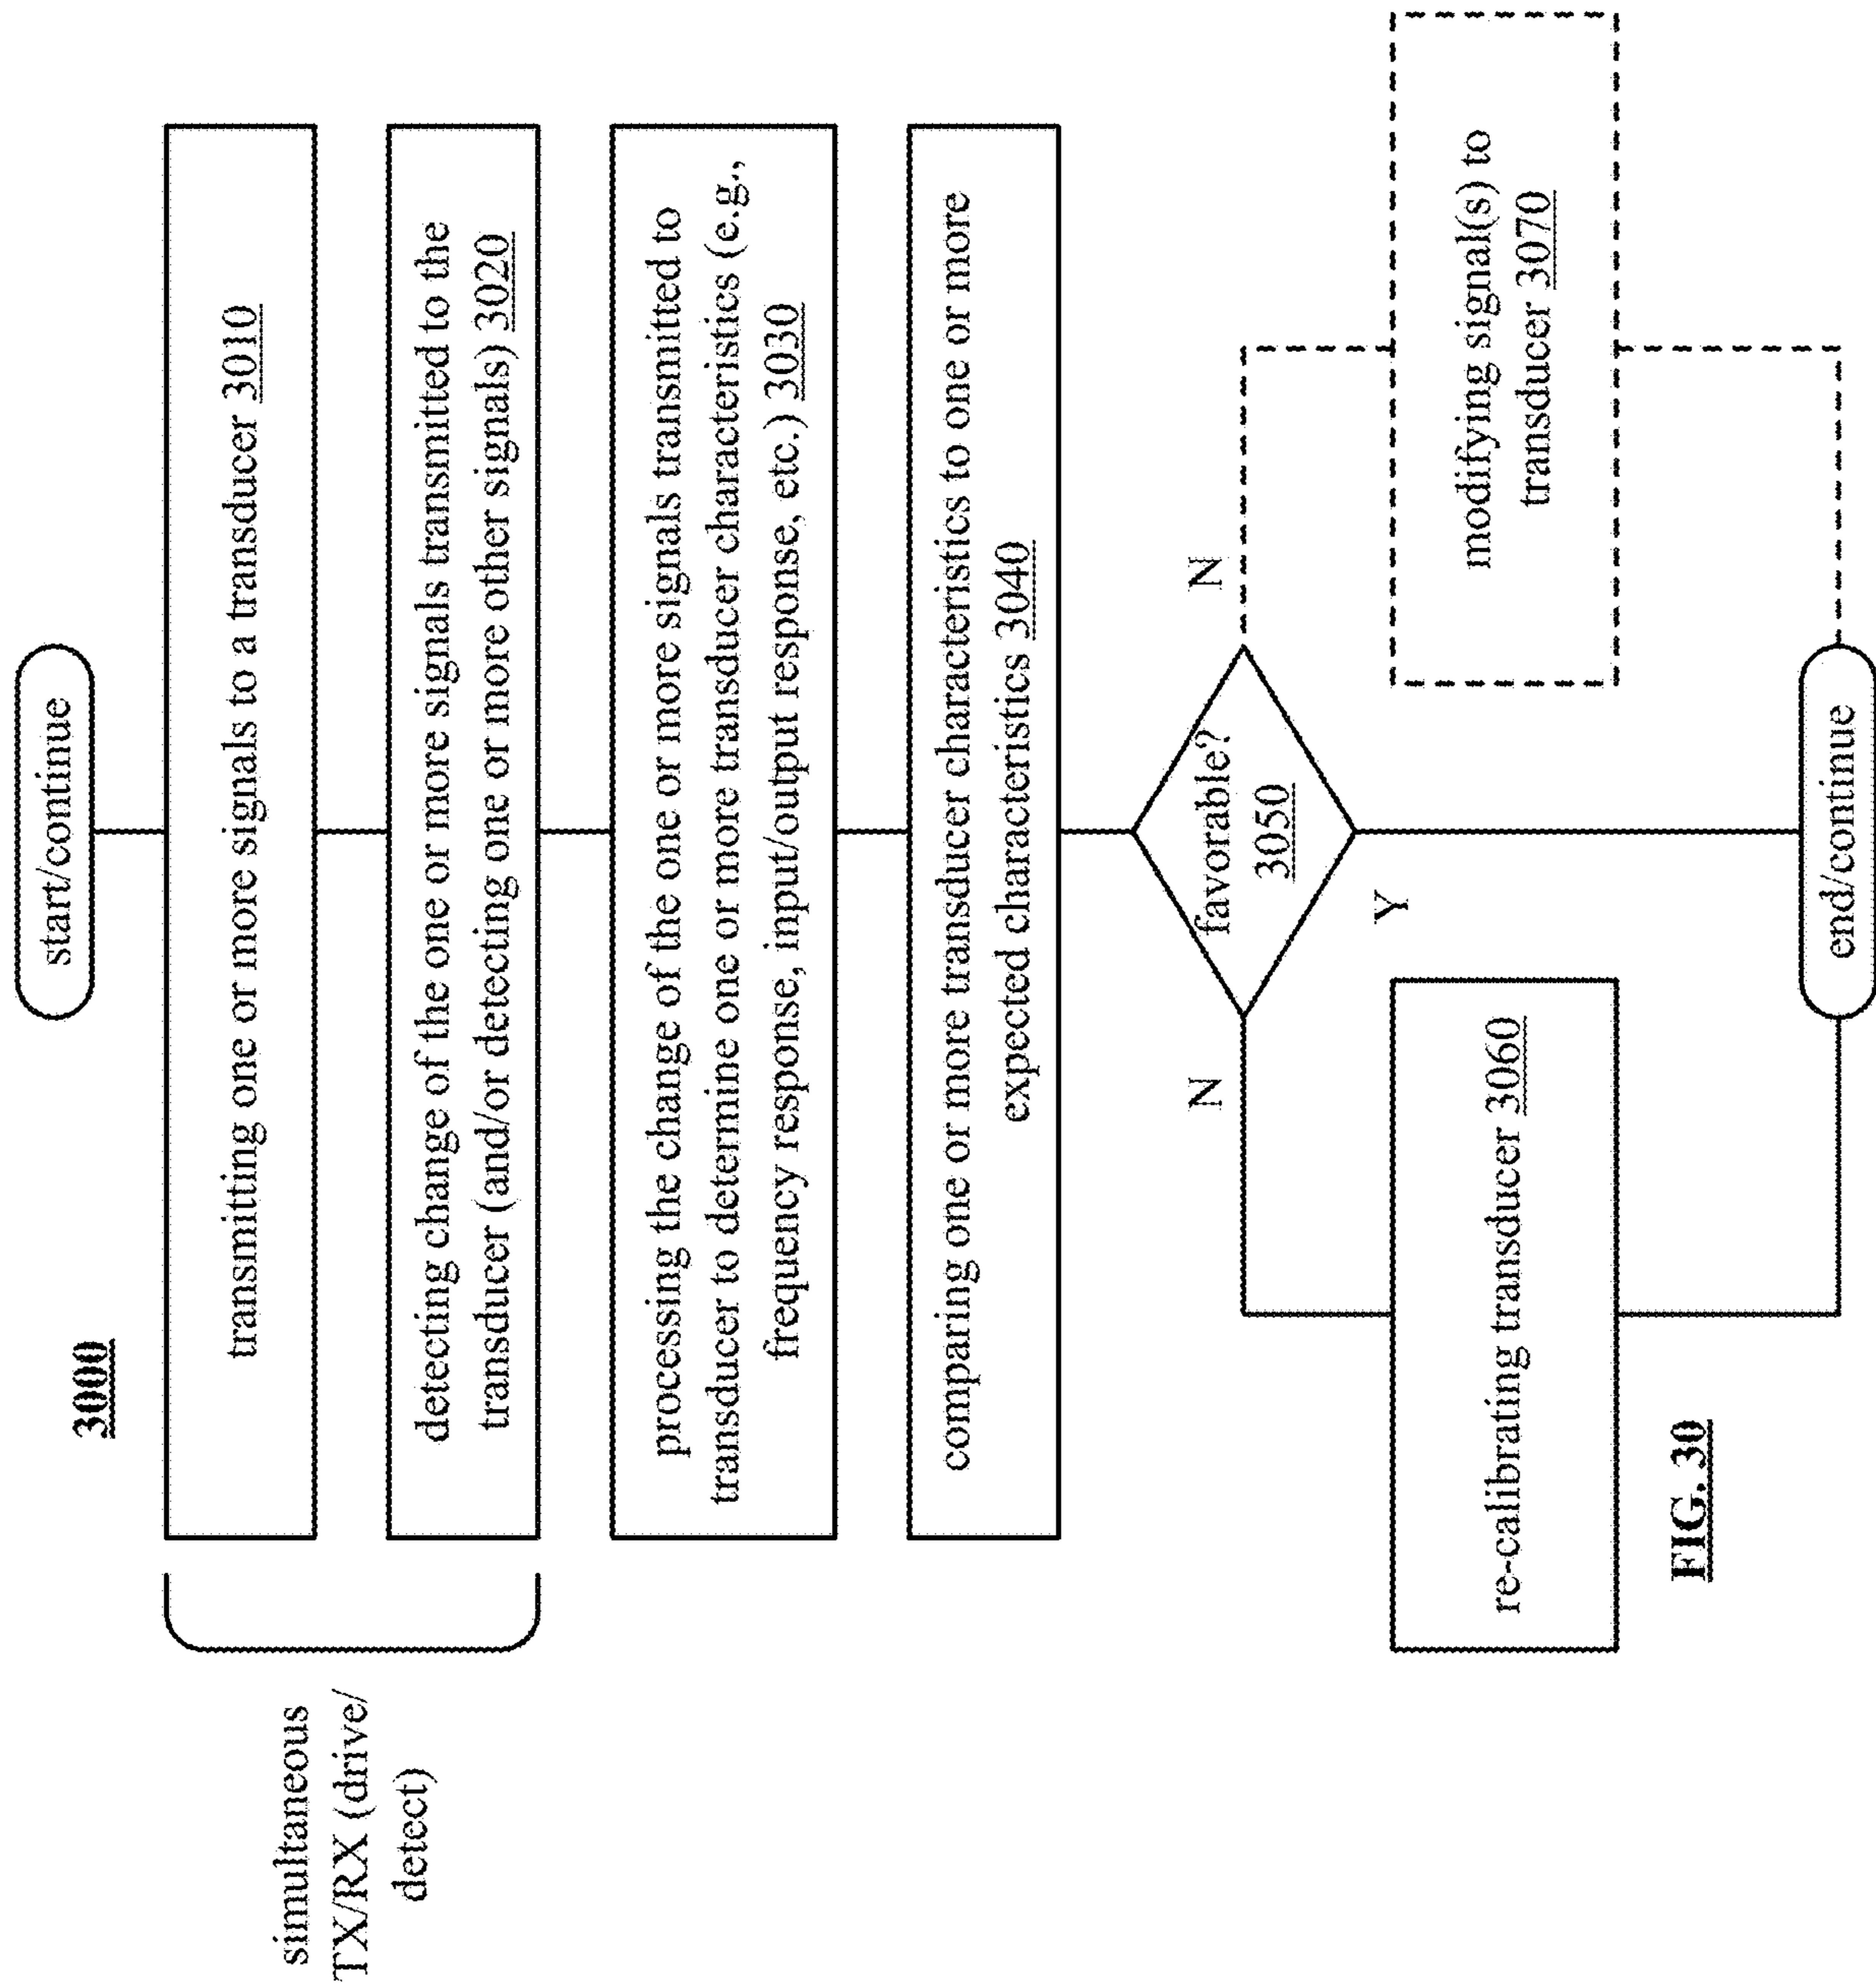 3000
start/continue
simultaneous
TX/RX (drive/
detect)
transmitting one or more signals to a transducer 3010
detecting change of the one or more signals transmitted to the
transducer (and/or detecting one or more other signals) 3020
processing the change of the one or more signals transmitted to
transducer to determine one or more transducer characteristics (e.g.,
frequency response, input/output response, etc.) 3030
comparing one or more transducer characteristics to one or more
expected characteristics 3040
favorable?
3050
N
N
Y
re-calibrating transducer 3060
modifying signal(s) to
transducer 3070
end/continue
FIG. 30